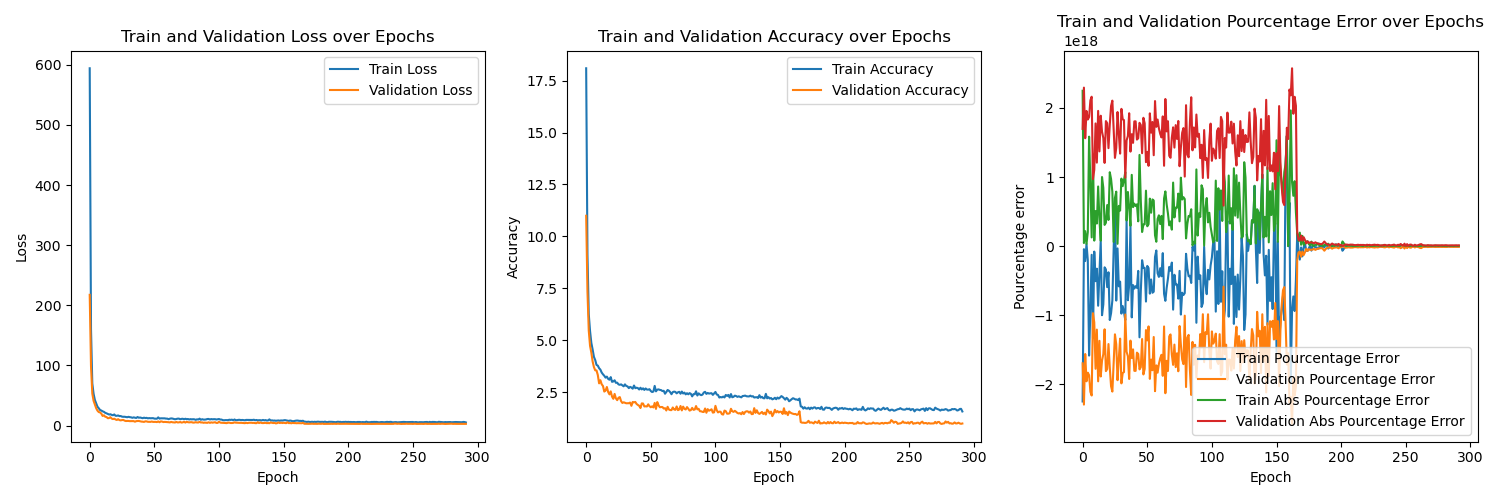 Train and Validation Loss over Epochs
600
500
400
300
200
100
0
0
50
100
150
200
250
300
Loss
Epoch
Train Loss
Validation Loss
Train and Validation Accuracy over Epochs
17.5
15.0
12.5
10.0
7.5
5.0
2.5
0
50
100
150
200
250
300
Accuracy
Epoch
Train Accuracy
Validation Accuracy
Train and Validation Pourcentage Error over Epochs
1e18
2
1
0
−1
−2
0
50
100
150
200
250
300
Pourcentage error
Epoch
Train Pourcentage Error
Validation Pourcentage Error
Train Abs Pourcentage Error
Validation Abs Pourcentage Error